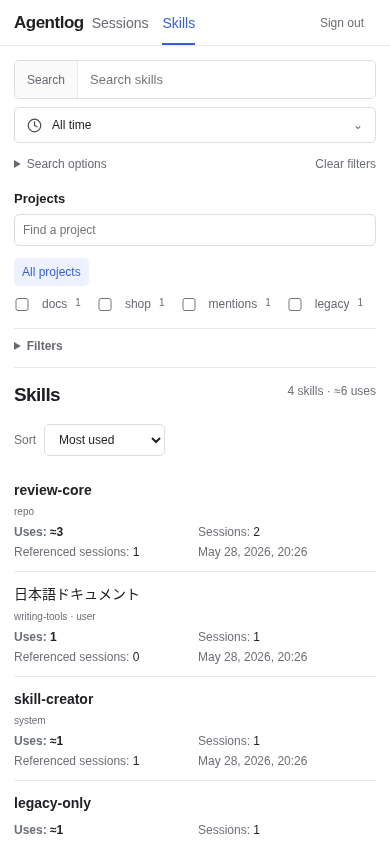 Agentlog Sessions Skills Sign out
Search Search skills
All time
Search options Clear filters
Projects
Find a project
All projects
docs 1 shop 1 mentions 1 legacy 1
Filters
Skills 4 skills · ≈6 uses
Sort Most used
review-core
repo
Uses: ≈3 Sessions: 2
Referenced sessions: 1 May 28, 2026, 20:26
日本語ドキュメント
writing-tools · user
Uses: 1 Sessions: 1
Referenced sessions: 0 May 28, 2026, 20:26
skill-creator
system
Uses: ≈1 Sessions: 1
Referenced sessions: 1 May 28, 2026, 20:26
legacy-only
Uses: ≈1 Sessions: 1